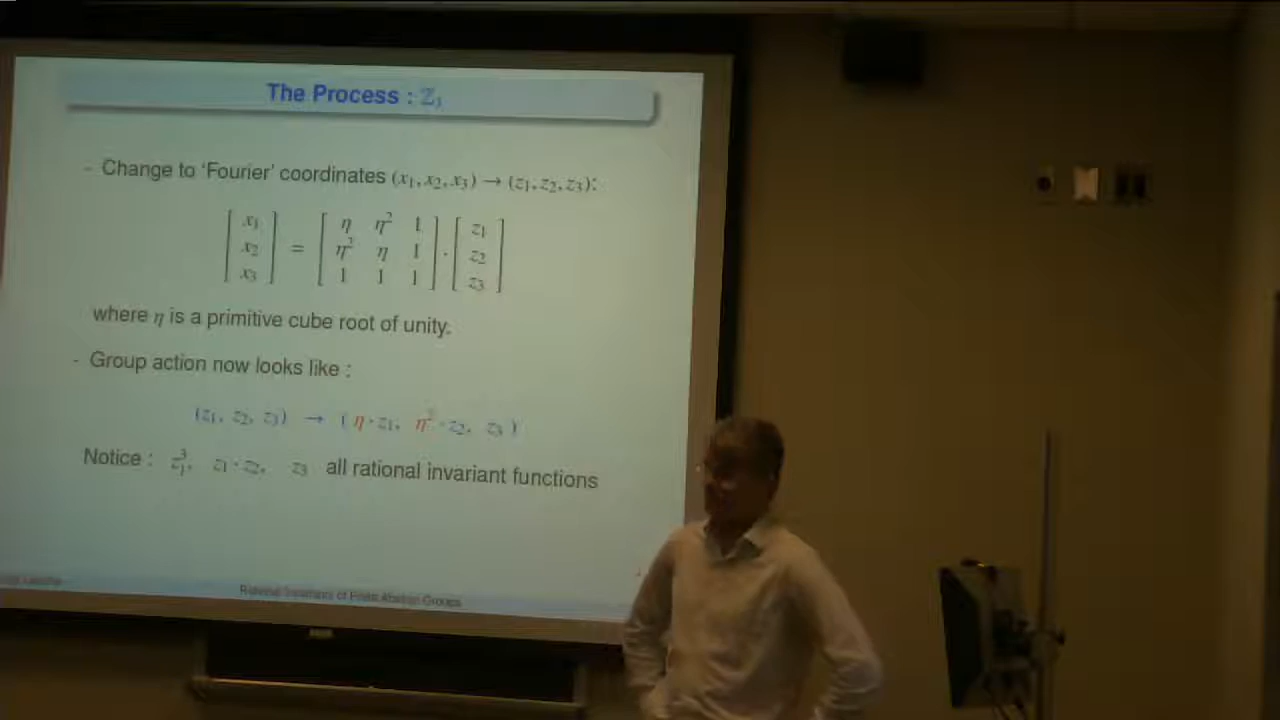 The Process : ℤ₃
- Change to ‘Fourier’ coordinates (x₁, x₂, x₃) → (z₁, z₂, z₃):
[ x₁ x₂ x₃ ] = [ η η² 1 ; η² η 1 ; 1 1 1 ] · [ z₁ z₂ z₃ ]
where η is a primitive cube root of unity.
- Group action now looks like :
(z₁, z₂, z₃) → ( η · z₁, η² · z₂, z₃ )
Notice : z₁³, z₁ · z₂, z₃ all rational invariant functions
Rational Invariants of Finite Abelian Groups